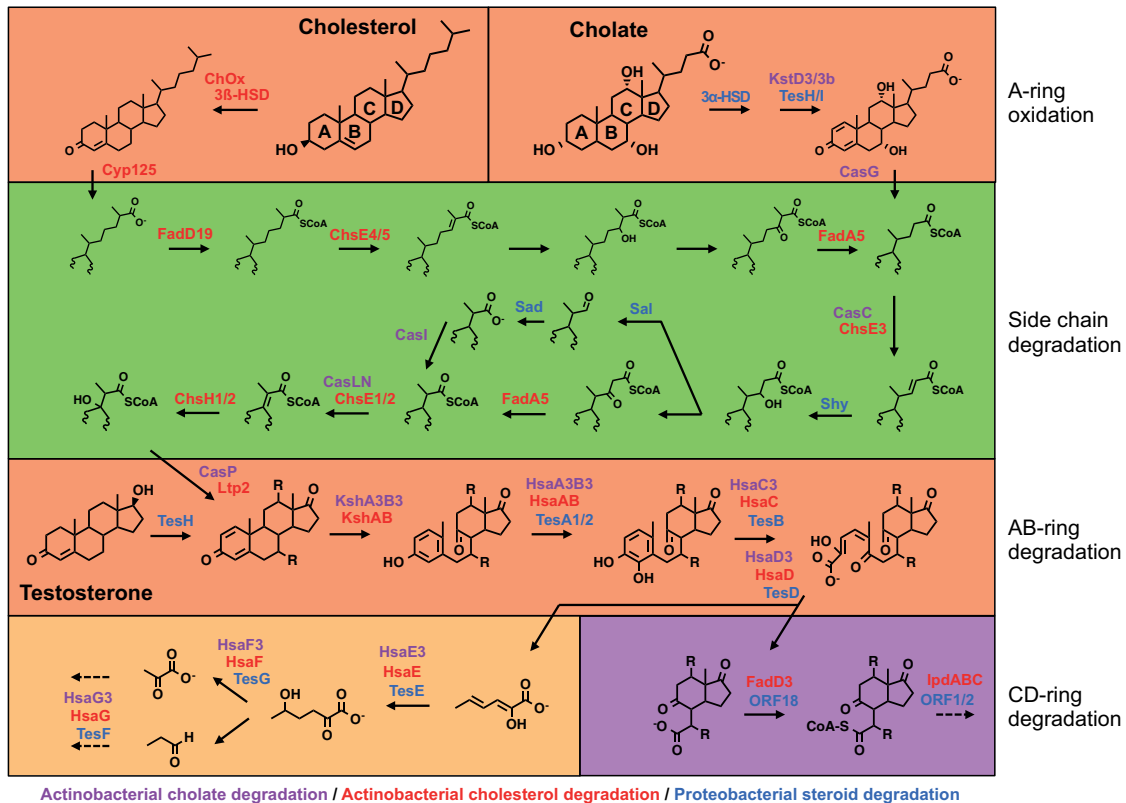 Cholesterol
Cholate
ChOx
3ß-HSD
A
B
C
D
HO
O
Cyp125
O
O-
OH
C
D
A
B
HO
OH
3α-HSD
KstD3/3b
TesH/I
O
O-
OH
O
OH
CasG
A-ring
oxidation
O
O-
FadD19
O
SCoA
ChsE4/5
O
SCoA
O
SCoA
OH
O
SCoA
O
FadA5
O
SCoA
CasC
ChsE3
Side chain
degradation
O
O-
Sad
O
Sal
CasI
HO
O
SCoA
ChsH1/2
O
SCoA
CasLN
ChsE1/2
O
SCoA
FadA5
O
SCoA
O
O
SCoA
OH
Shy
O
SCoA
OH
O
TesH
Testosterone
CasP
Ltp2
R
O
O
R
KshA3B3
KshAB
R
O
O
HO
R
HsaA3B3
HsaAB
TesA1/2
R
O
O
HO
OH
R
HsaC3
HsaC
TesB
HsaD3
HsaD
TesD
R
O
HO
O
O
O-
O
R
AB-ring
degradation
O
O-
O
HsaG3
HsaG
TesF
H
O
HsaF3
HsaF
TesG
OH
O
O-
O
HsaE3
HsaE
TesE
O
O-
OH
R
O
O
-O
O
R
FadD3
ORF18
R
O
O
CoA-S
O
R
IpdABC
ORF1/2
CD-ring
degradation
Actinobacterial cholate degradation / Actinobacterial cholesterol degradation / Proteobacterial steroid degradation